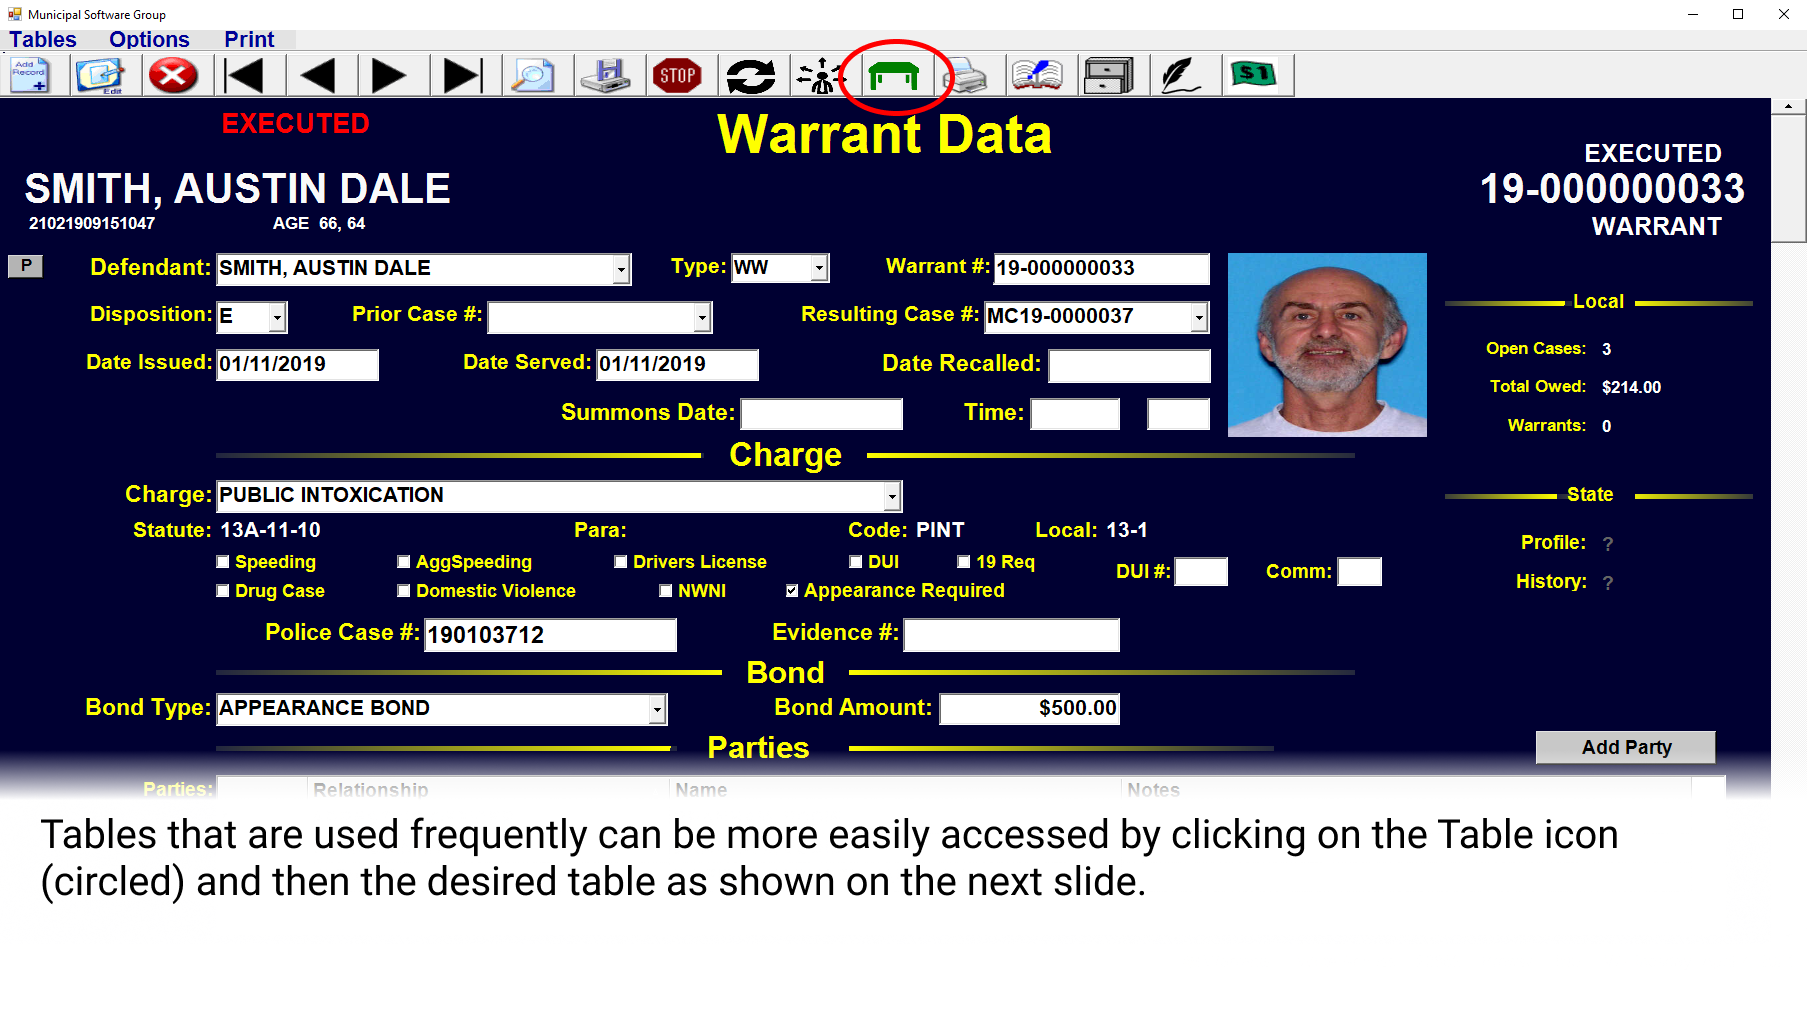 Municipal Software Group
Tables Options Print
Add Record
Edit
STOP
$1
EXECUTED
Warrant Data
EXECUTED
SMITH, AUSTIN DALE
19-000000033
21021909151047 AGE 66, 64
WARRANT
P
Defendant: SMITH, AUSTIN DALE Type: WW Warrant #: 19-000000033
Disposition: E Prior Case #: Resulting Case #: MC19-0000037
Date Issued: 01/11/2019 Date Served: 01/11/2019 Date Recalled:
Summons Date: Time:
Local
Open Cases: 3
Total Owed: $214.00
Warrants: 0
Charge
Charge: PUBLIC INTOXICATION
Statute: 13A-11-10 Para: Code: PINT Local: 13-1
Speeding AggSpeeding Drivers License DUI 19 Req DUI #: Comm:
Drug Case Domestic Violence NWNI Appearance Required
Police Case #: 190103712 Evidence #:
State
Profile: ?
History: ?
Bond
Bond Type: APPEARANCE BOND Bond Amount: $500.00
Parties
Add Party
Parties: Relationship Name Notes
Tables that are used frequently can be more easily accessed by clicking on the Table icon
(circled) and then the desired table as shown on the next slide.